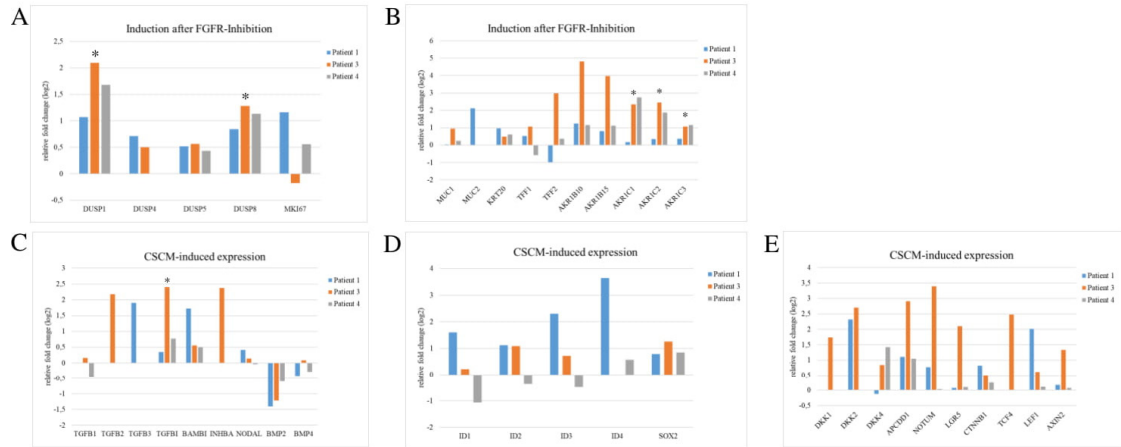 A
Induction after FGFR-Inhibition
relative fold change (log2)
2,5
2
1,5
1
0,5
0
-0,5
DUSP1 DUSP4 DUSP5 DUSP8 MKI67
* *
Patient 1
Patient 3
Patient 4
B
Induction after FGFR-Inhibition
relative fold change (log2)
6
5
4
3
2
1
0
-1
-2
MUC1 MUC2 KRT20 TFF1 TFF2 AKR1B10 AKR1B15 AKR1C1 AKR1C2 AKR1C3
* * *
Patient 1
Patient 3
Patient 4
C
CSCM-induced expression
relative fold change (log2)
3
2,5
2
1,5
1
0,5
0
-0,5
-1
-1,5
-2
TGFB1 TGFB2 TGFB3 TGFBI BAMBI INHBA NODAL BMP2 BMP4
*
Patient 1
Patient 3
Patient 4
D
CSCM-induced expression
relative fold change (log2)
4
3
2
1
0
-1
-2
ID1 ID2 ID3 ID4 SOX2
Patient 1
Patient 3
Patient 4
E
CSCM-induced expression
relative fold change (log2)
4
3,5
3
2,5
2
1,5
1
0,5
0
-0,5
DKK1 DKK2 DKK4 APCDD1 NOTUM LGR5 CTNNB1 TCF4 LEF1 AXIN2
Patient 1
Patient 3
Patient 4